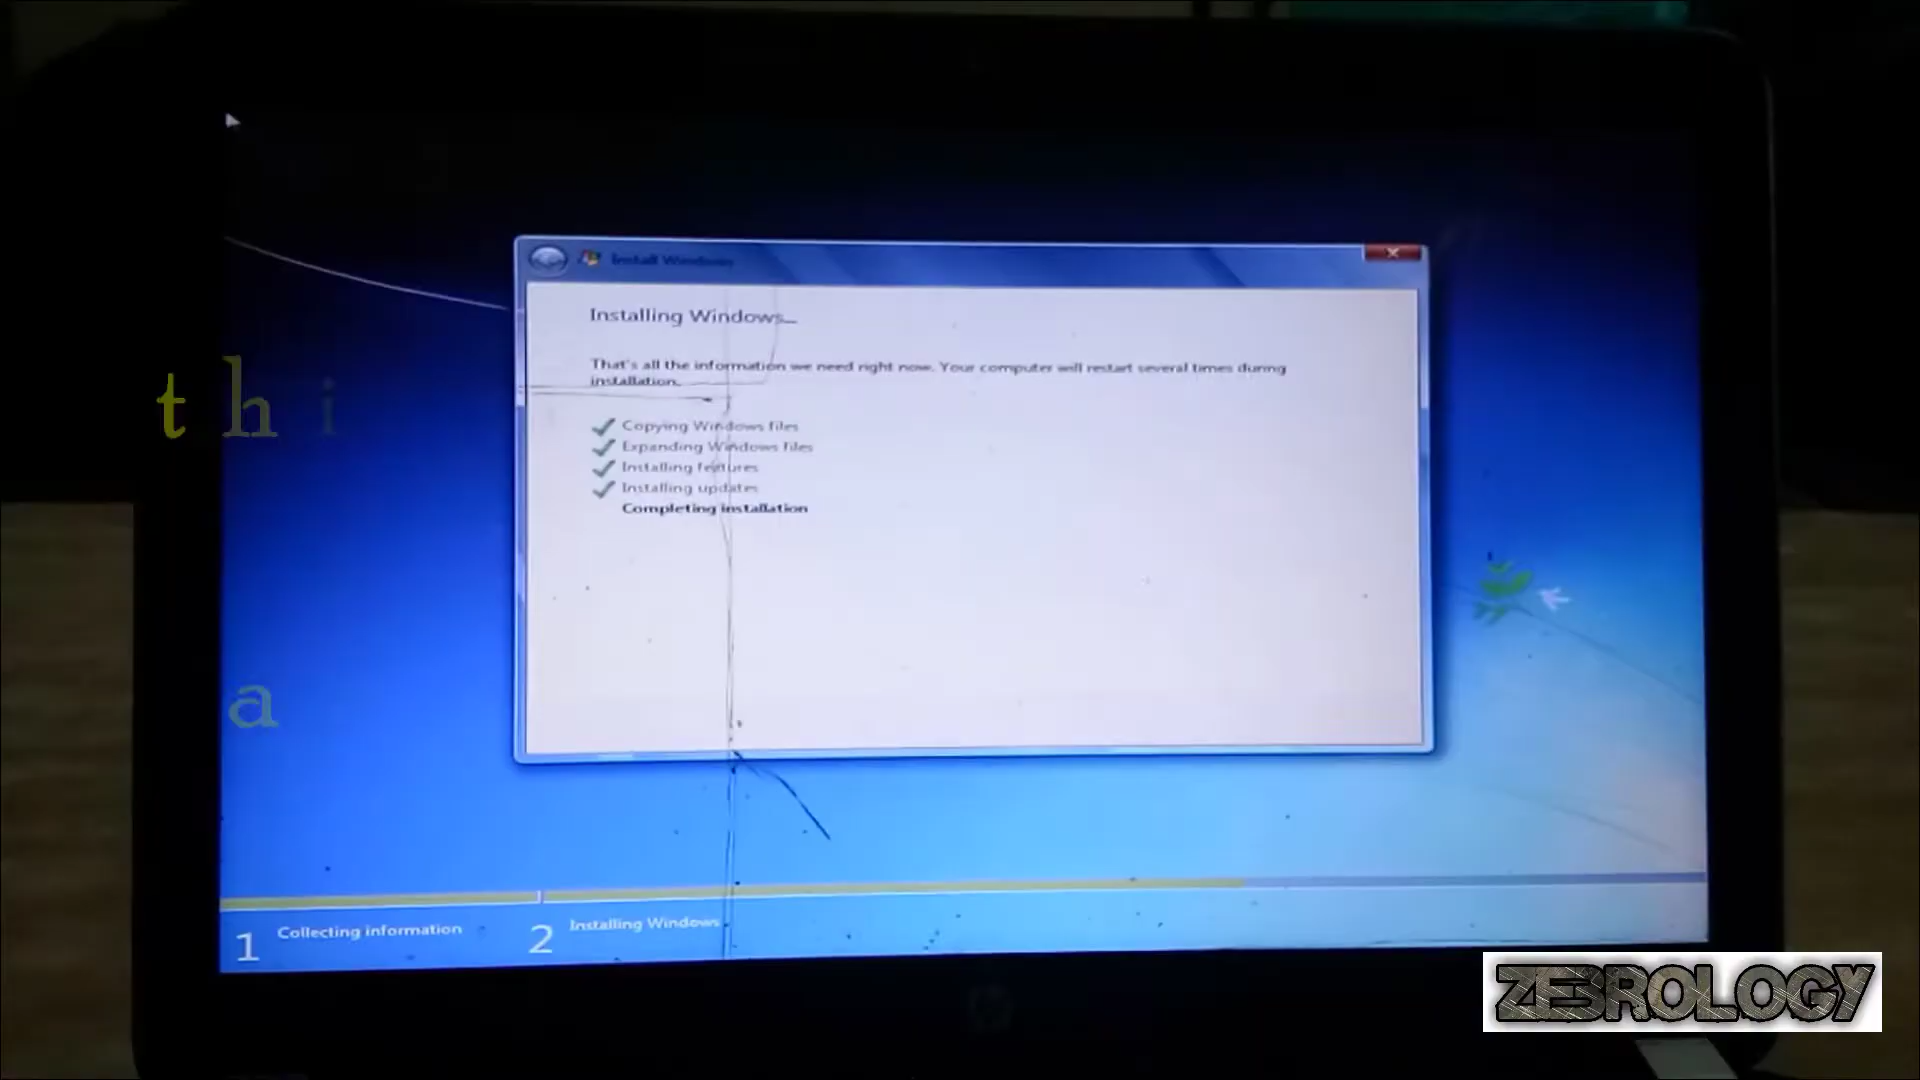 Install Windows
Installing Windows...
That's all the information we need right now. Your computer will restart several times during
installation.
Copying Windows files
Expanding Windows files
Installing features
Installing updates
Completing installation
t h i
a
1 Collecting information
2 Installing Windows
ZEBROLOGY